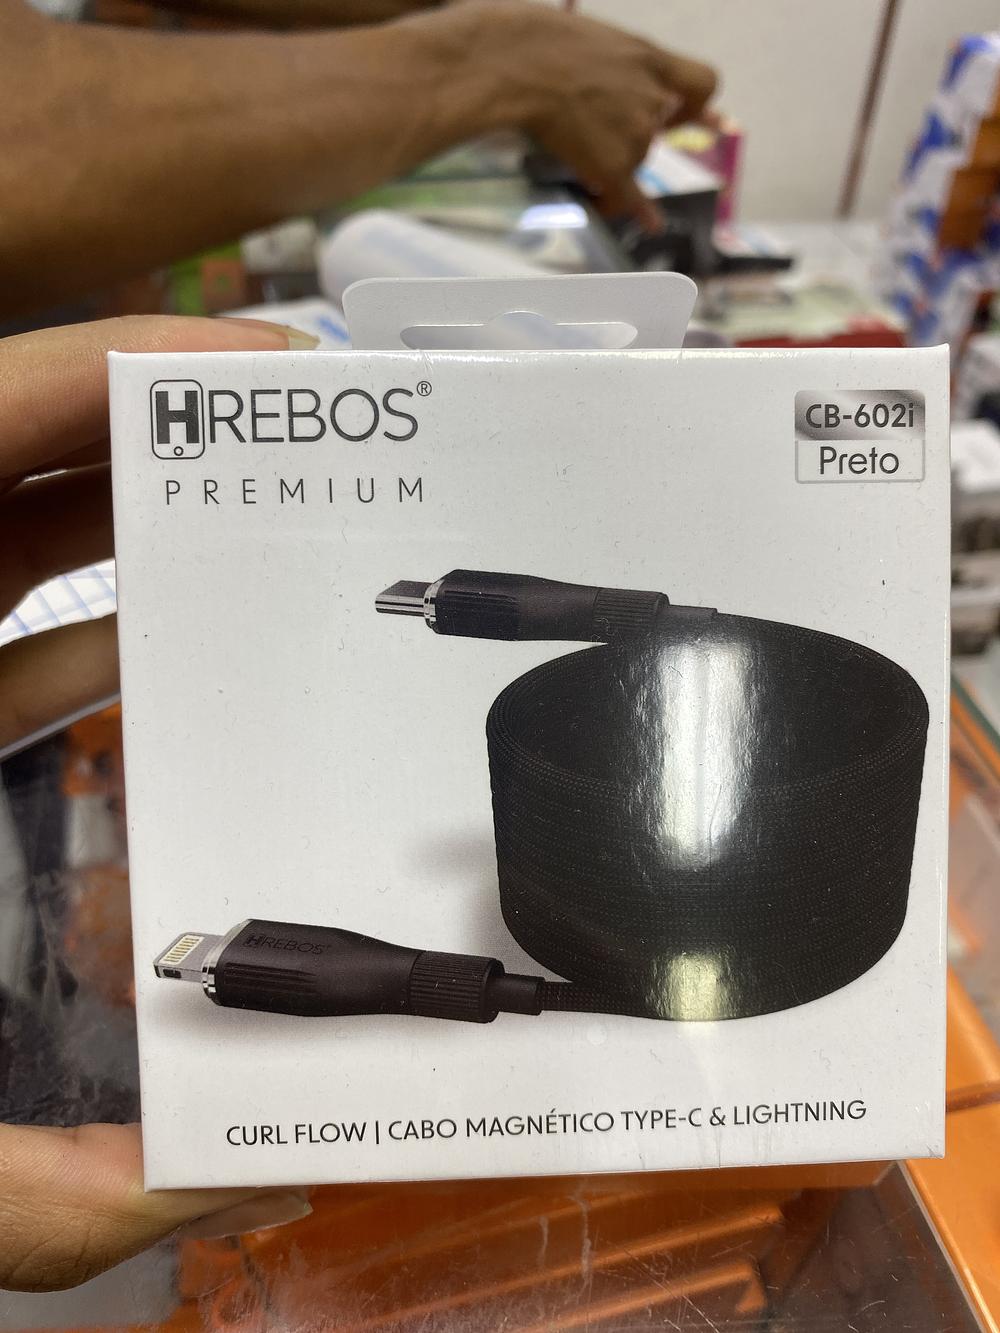 HREBOS®
PREMIUM
CB-602i
Preto
HREBOS
CURL FLOW | CABO MAGNÉTICO TYPE-C & LIGHTNING